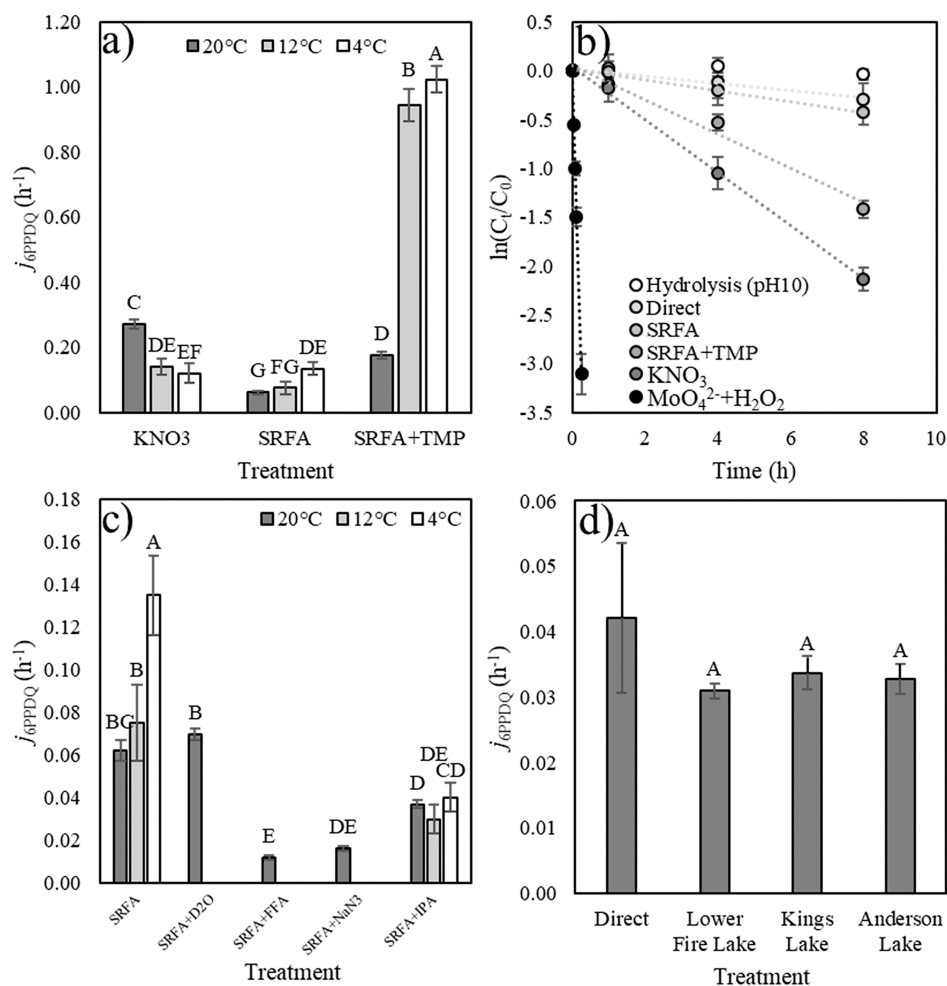 a)
1.20
1.00
0.80
0.60
0.40
0.20
0.00
j6PPDQ (h-1)
20°C 12°C 4°C
C
DE
EF
G
FG
DE
D
B
A
KNO3 SRFA SRFA+TMP
Treatment
b)
0.5
0.0
-0.5
-1.0
-1.5
-2.0
-2.5
-3.0
-3.5
ln(Ct/C0)
Hydrolysis (pH10)
Direct
SRFA
SRFA+TMP
KNO3
MoO42-+H2O2
0 2 4 6 8 10
Time (h)
c)
0.18
0.16
0.14
0.12
0.10
0.08
0.06
0.04
0.02
0.00
j6PPDQ (h-1)
20°C 12°C 4°C
BC
B
A
B
E
DE
D
DE
CD
SRFA SRFA+D2O SRFA+FFA SRFA+NaN3 SRFA+IPA
Treatment
d)
0.06
0.05
0.04
0.03
0.02
0.01
0.00
j6PPDQ (h-1)
A
A
A
A
Direct Lower Kings Anderson
Fire Lake Lake Lake
Treatment